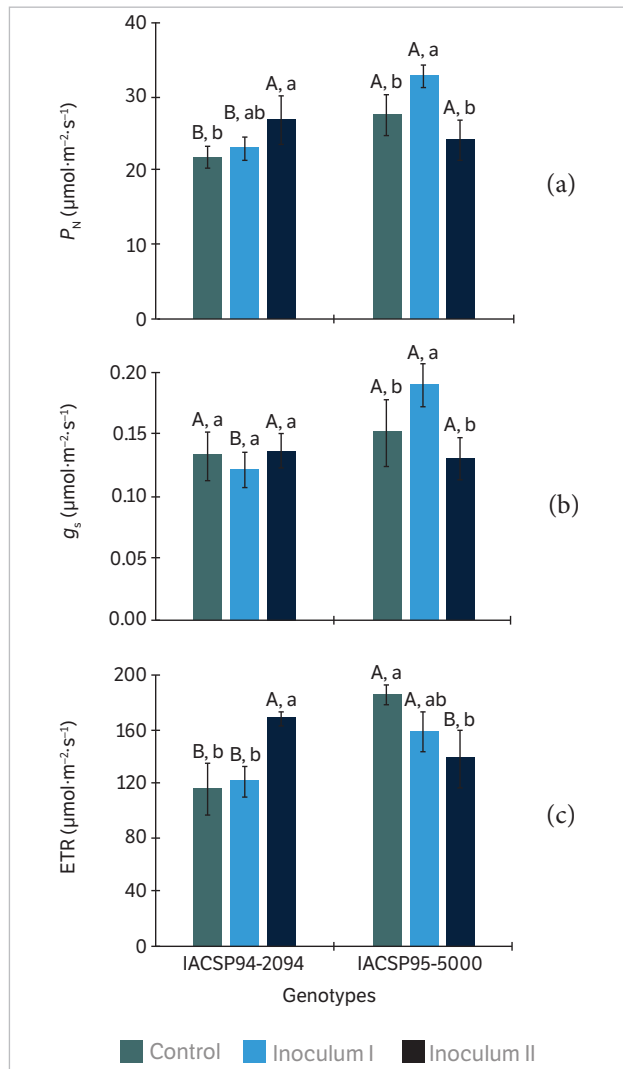 40
30
20
10
0
P_N (μmol·m⁻²·s⁻¹)
B, b
B, ab
A, a
A, b
A, a
A, b
(a)
0.20
0.15
0.10
0.05
0.00
g_s (μmol·m⁻²·s⁻¹)
A, a
B, a
A, a
A, b
A, a
A, b
(b)
200
160
120
80
40
0
ETR (μmol·m⁻²·s⁻¹)
B, b
B, b
A, a
A, a
A, ab
B, b
(c)
IACSP94-2094 IACSP95-5000
Genotypes
Control Inoculum I Inoculum II